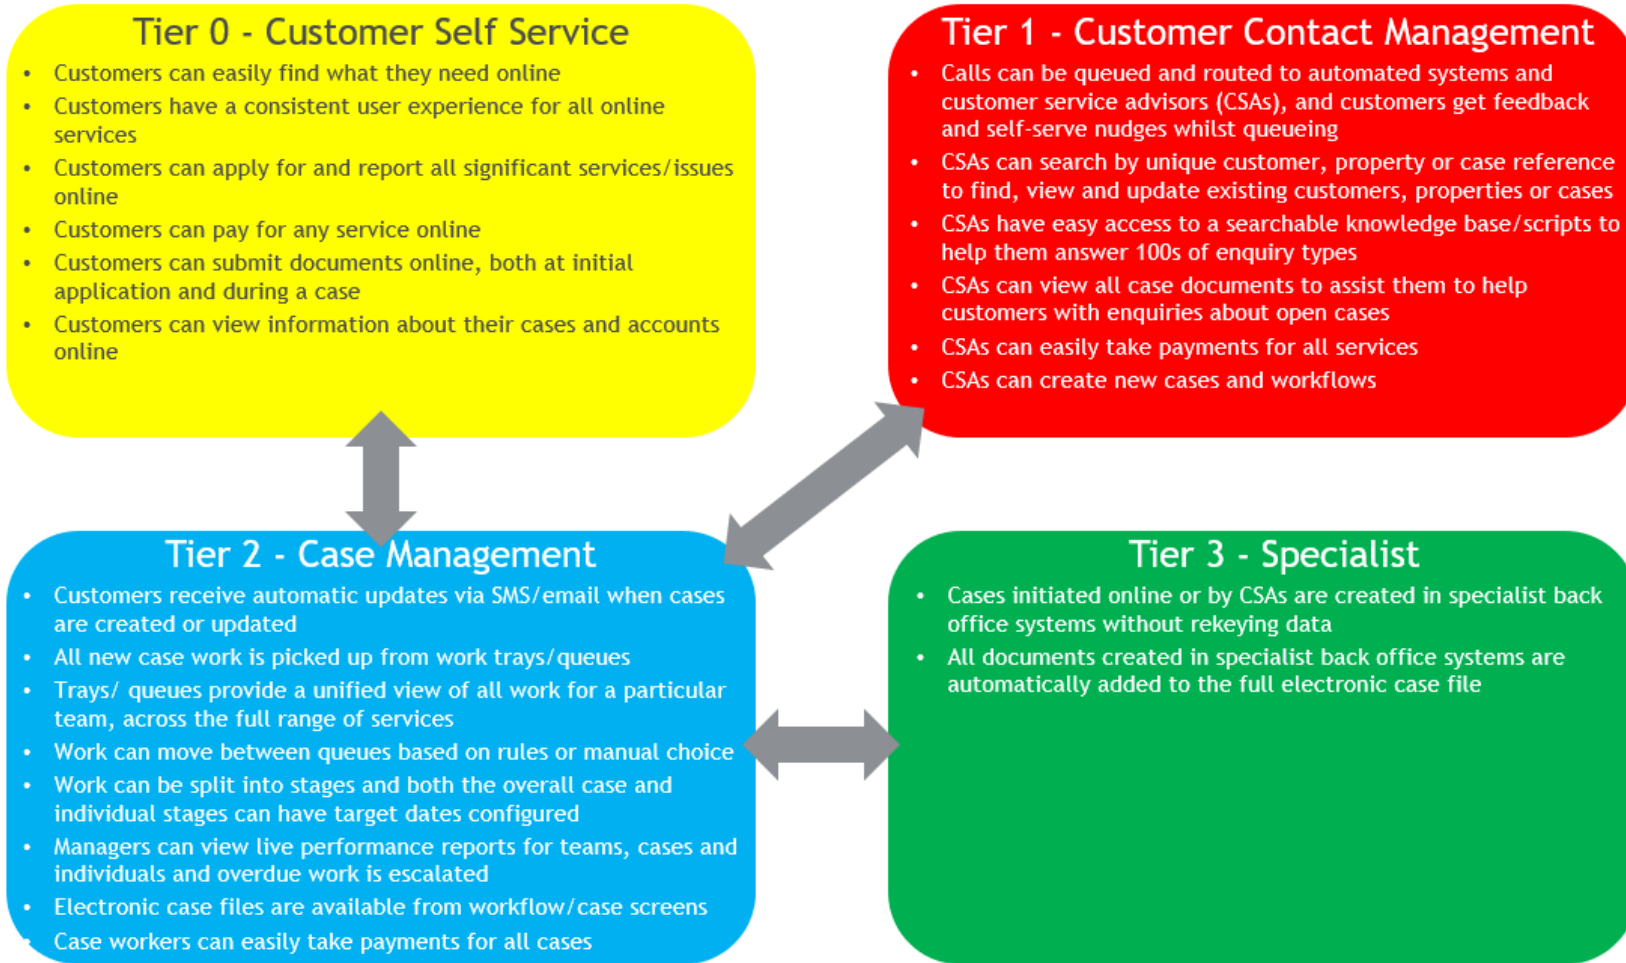 Tier 0 - Customer Self Service
• Customers can easily find what they need online
• Customers have a consistent user experience for all online
services
• Customers can apply for and report all significant services/issues
online
• Customers can pay for any service online
• Customers can submit documents online, both at initial
application and during a case
• Customers can view information about their cases and accounts
online
Tier 1 - Customer Contact Management
• Calls can be queued and routed to automated systems and
customer service advisors (CSAs), and customers get feedback
and self-serve nudges whilst queueing
• CSAs can search by unique customer, property or case reference
to find, view and update existing customers, properties or cases
• CSAs have easy access to a searchable knowledge base/scripts to
help them answer 100s of enquiry types
• CSAs can view all case documents to assist them to help
customers with enquiries about open cases
• CSAs can easily take payments for all services
• CSAs can create new cases and workflows
Tier 2 - Case Management
• Customers receive automatic updates via SMS/email when cases
are created or updated
• All new case work is picked up from work trays/queues
• Trays/ queues provide a unified view of all work for a particular
team, across the full range of services
• Work can move between queues based on rules or manual choice
• Work can be split into stages and both the overall case and
individual stages can have target dates configured
• Managers can view live performance reports for teams, cases and
individuals and overdue work is escalated
• Electronic case files are available from workflow/case screens
• Case workers can easily take payments for all cases
Tier 3 - Specialist
• Cases initiated online or by CSAs are created in specialist back
office systems without rekeying data
• All documents created in specialist back office systems are
automatically added to the full electronic case file